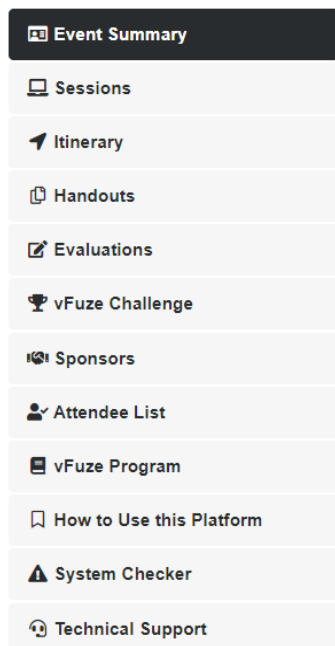 Event Summary
Sessions
Itinerary
Handouts
Evaluations
vFuze Challenge
Sponsors
Attendee List
vFuze Program
How to Use this Platform
System Checker
Technical Support